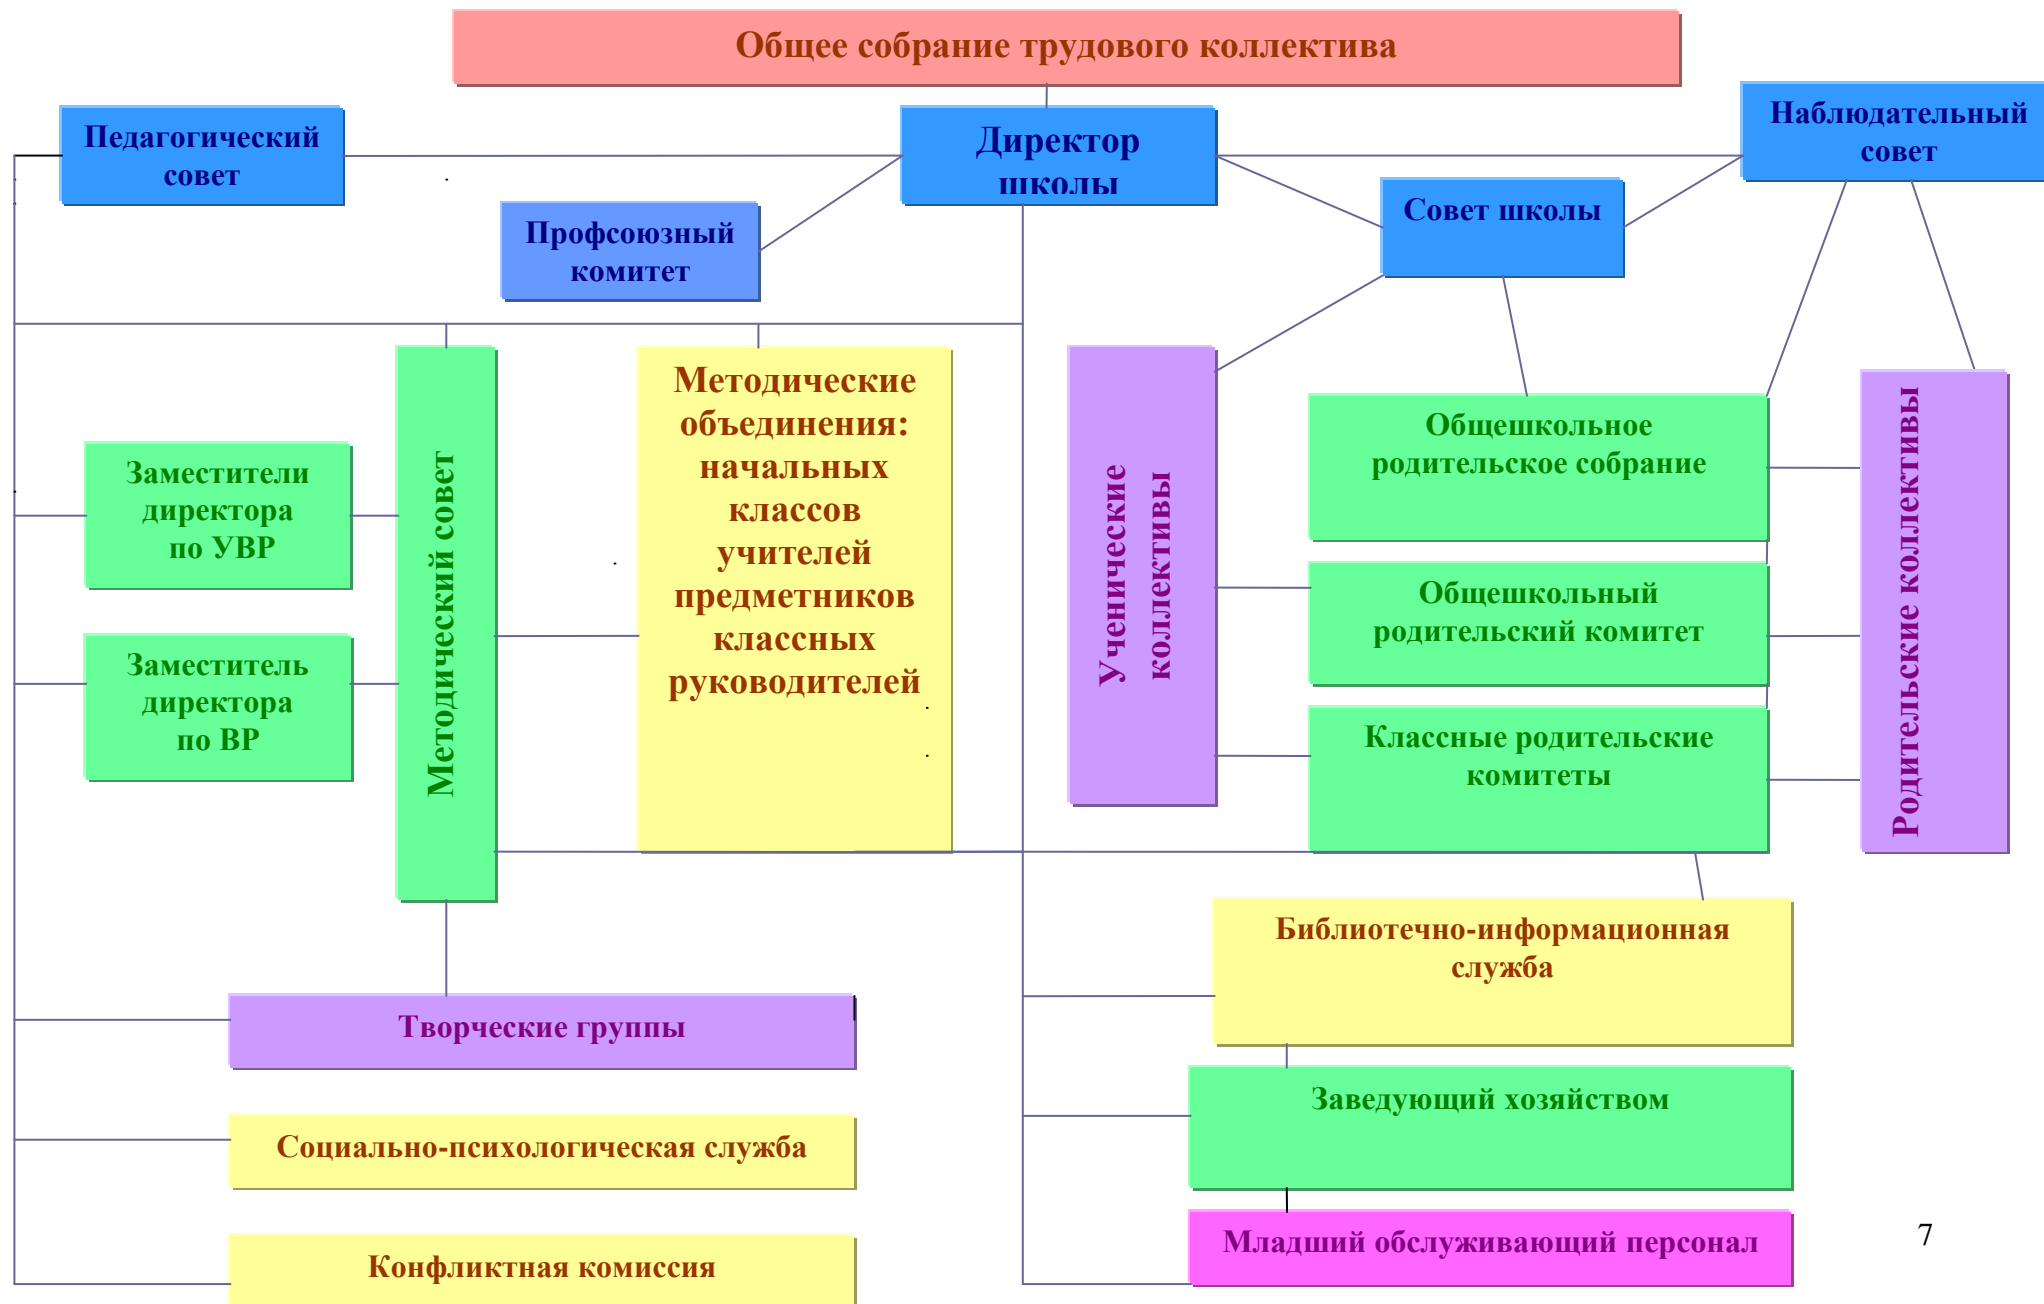 Общее собрание трудового коллектива
Педагогический
совет
Директор
школы
Наблюдательный
совет
Совет школы
Профсоюзный
комитет
Методический совет
Методические
объединения:
начальных
классов
учителей
предметников
классных
руководителей
Заместители
директора
по УВР
Заместитель
директора
по ВР
Ученические
коллективы
Общешкольное
родительское собрание
Общешкольный
родительский комитет
Классные родительские
комитеты
Родительские коллективы
Библиотечно-информационная
служба
Творческие группы
Заведующий хозяйством
Социально-психологическая служба
Младший обслуживающий персонал
7
Конфликтная комиссия